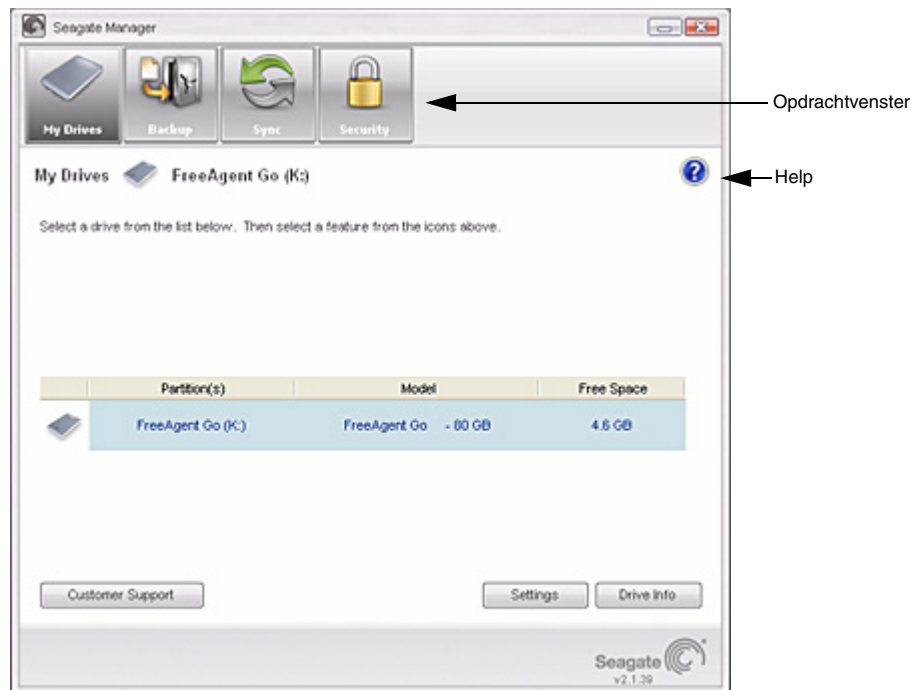 Seagate Manager
My Drives
Backup
Sync
Security
Opdrachtvenster
My Drives FreeAgent Go (K:)
Help
Select a drive from the list below. Then select a feature from the icons above.
Partition(s) Model Free Space
FreeAgent Go (K:) FreeAgent Go - 80 GB 4.6 GB
Customer Support Settings Drive Info
Seagate
v2.1.39